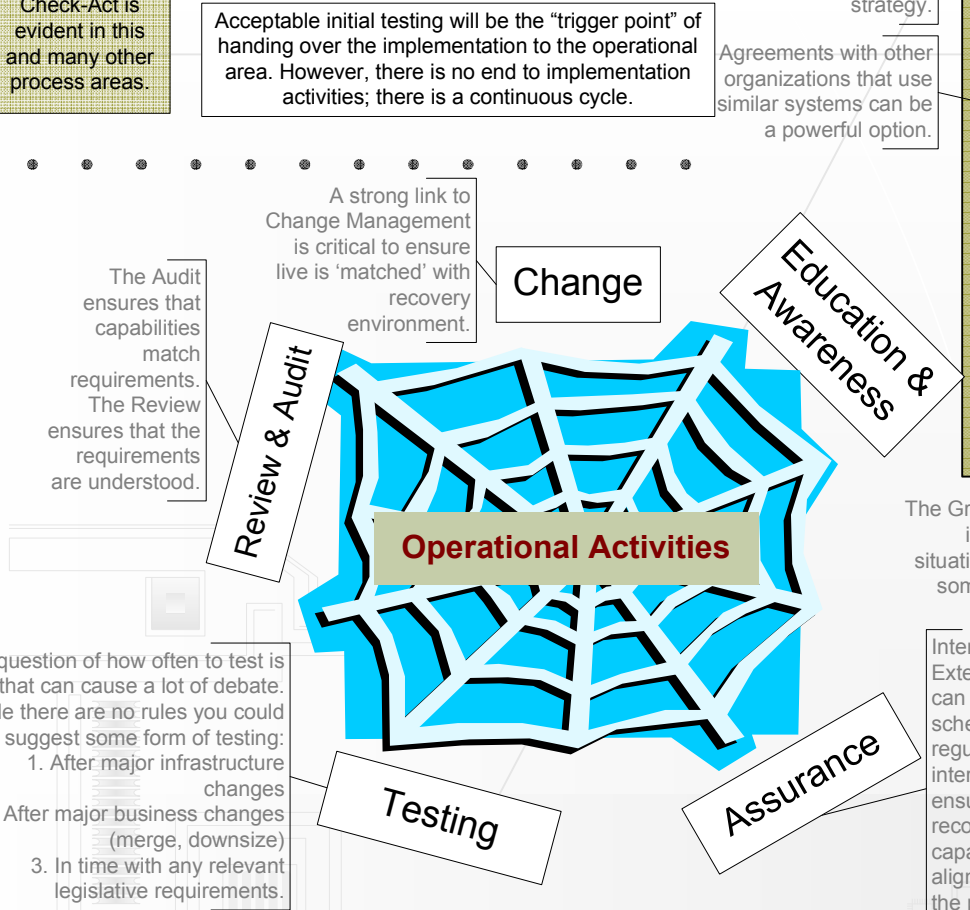 Check-Act is
evident in this
and many other
process areas.
Acceptable initial testing will be the “trigger point” of
handing over the implementation to the operational
area. However, there is no end to implementation
activities; there is a continuous cycle.
strategy.
Agreements with other
organizations that use
similar systems can be
a powerful option.
A strong link to
Change Management
is critical to ensure
live is ‘matched’ with
recovery
environment.
Change
Education &
Awareness
The Audit
ensures that
capabilities
match
requirements.
The Review
ensures that the
requirements
are understood.
Review & Audit
Operational Activities
The
situati
som
question of how often to test is
that can cause a lot of debate.
there are no rules you could
suggest some form of testing:
1. After major infrastructure
changes
After major business changes
(merge, downsize)
3. In time with any relevant
legislative requirements.
Testing
Assurance
Inter
Exte
can
sche
regu
inter
ensu
reco
capa
align
the